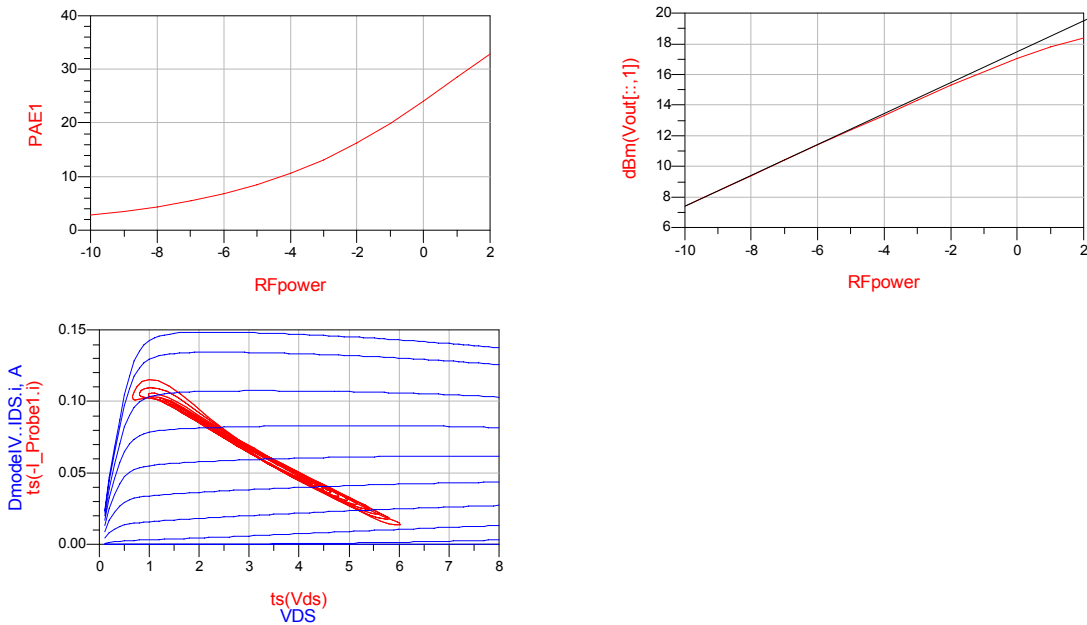 40
30
20
10
0
PAE1
-10 -8 -6 -4 -2 0 2
RFpower
20
18
16
14
12
10
8
6
dBm(Vout[::,1])
-10 -8 -6 -4 -2 0 2
RFpower
0.15
0.10
0.05
0.00
DmodelV..IDS.i, A
ts(-I_Probe1.i)
0 1 2 3 4 5 6 7 8
ts(Vds)
VDS